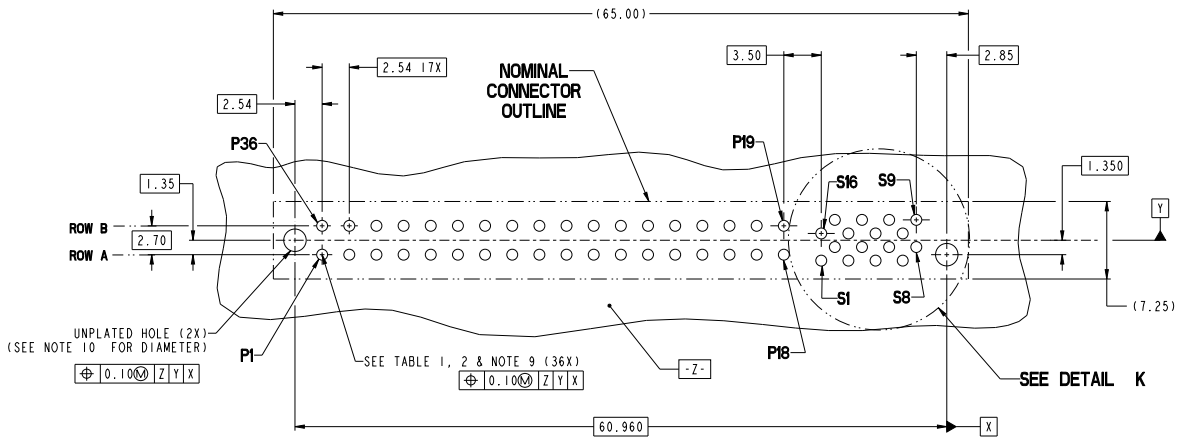 (65.00)
3.50
2.85
2.54 17X
NOMINAL
CONNECTOR
OUTLINE
2.54
P36
P19
S16
S9
1.350
1.35
Y
ROW B
2.70
ROW A
S1
S8
(7.25)
UNPLATED HOLE (2X)
(SEE NOTE 10 FOR DIAMETER)
P1
SEE TABLE 1, 2 & NOTE 9 (36X)
P18
⌖ 0.10Ⓜ Z Y X
⌖ 0.10Ⓜ Z Y X
-Z-
SEE DETAIL K
60.960
X